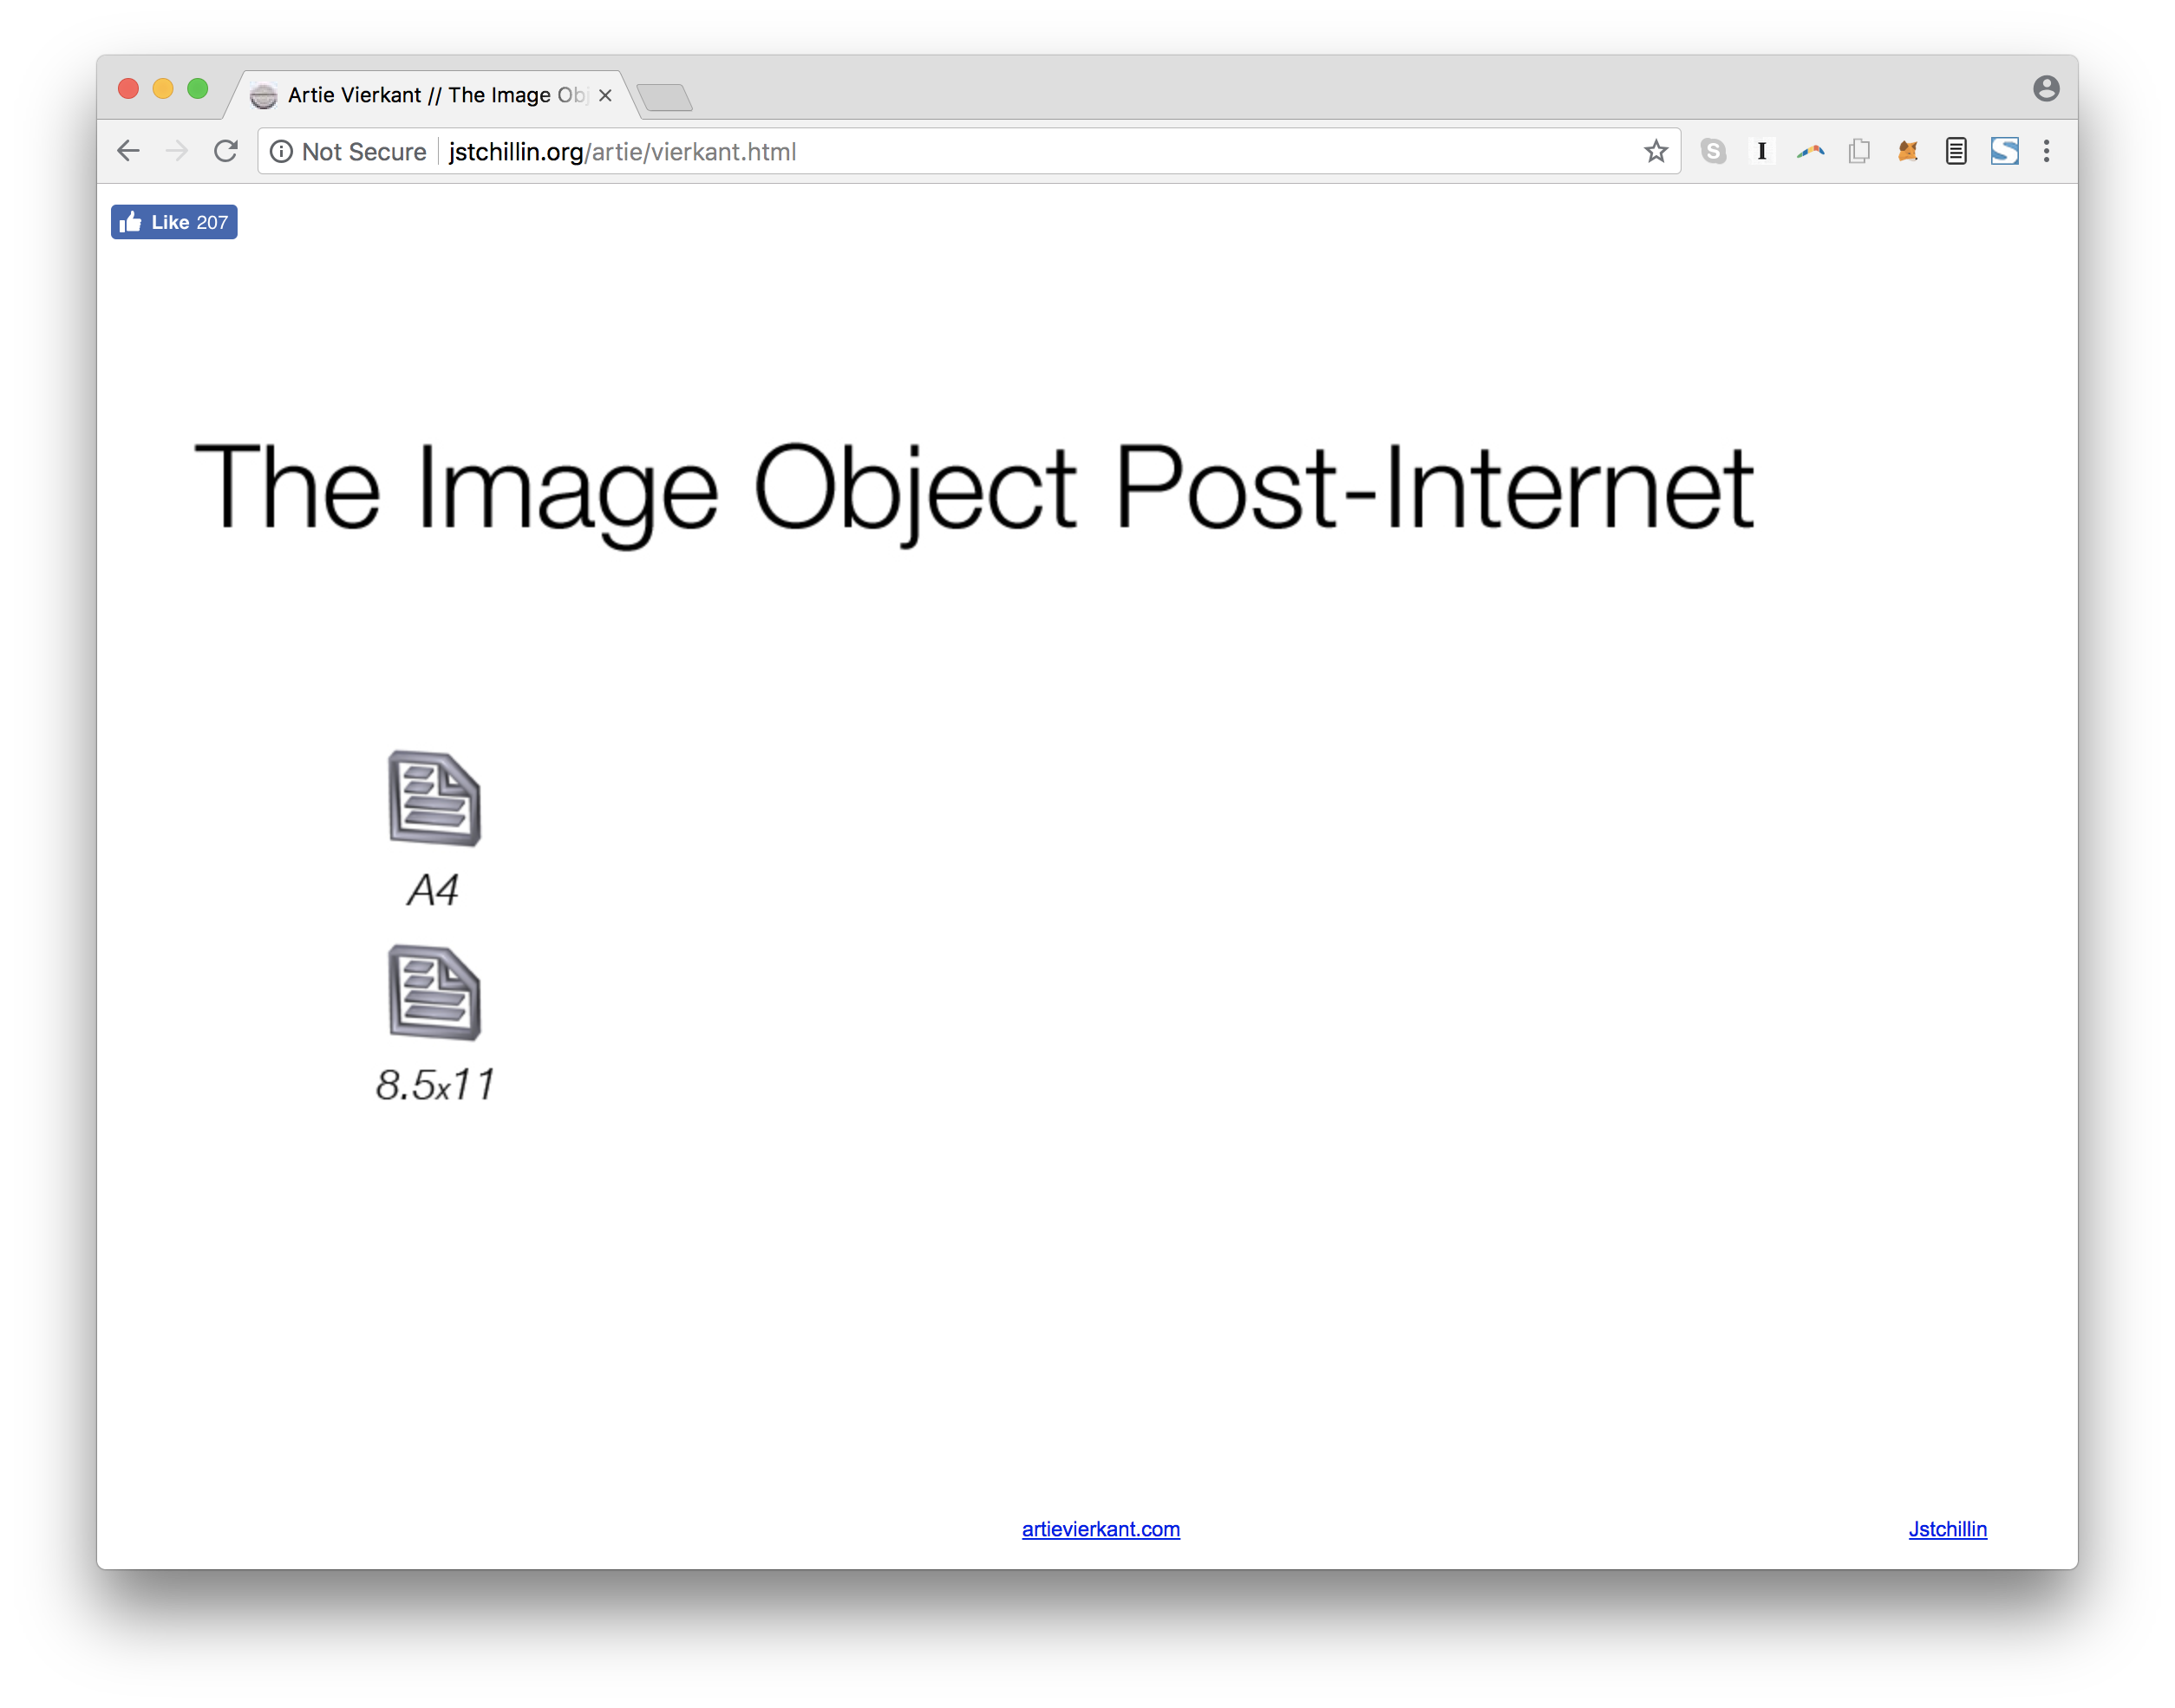 Artie Vierkant // The Image Obj
Not Secure jstchillin.org/artie/vierkant.html
Like 207
The Image Object Post-Internet
A4
8.5x11
artievierkant.com Jstchillin